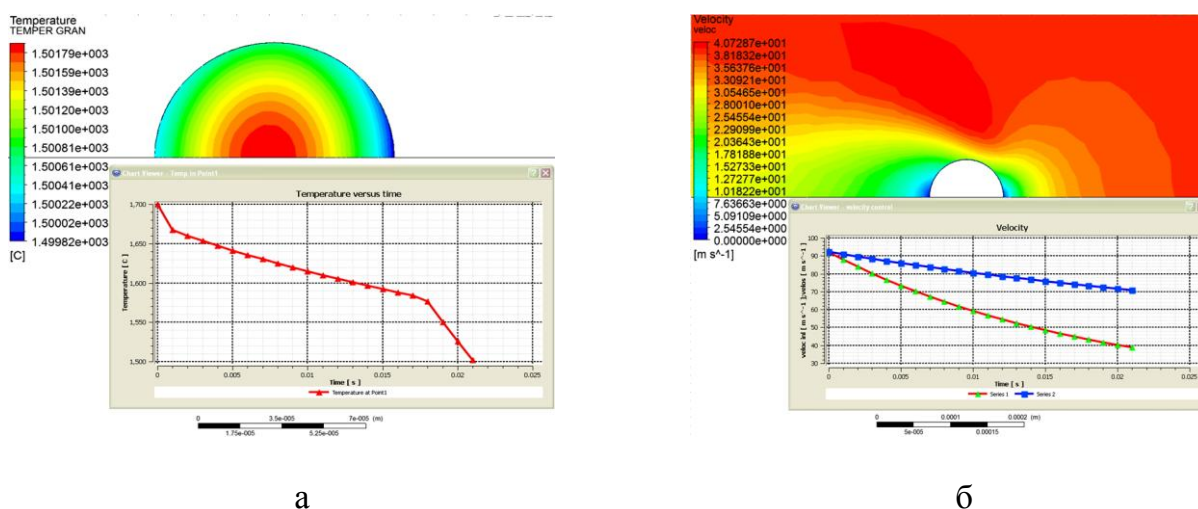 Temperature
TEMPER GRAN
1.50179e+003
1.50159e+003
1.50139e+003
1.50120e+003
1.50100e+003
1.50081e+003
1.50061e+003
1.50041e+003
1.50022e+003
1.50002e+003
1.49982e+003
[C]
Chart Viewer - Temp in Point1
Temperature versus time
Temperature [ C ]
1,700
1,650
1,600
1,550
1,500
0
0.005
0.01
0.015
0.02
0.025
Time [ s ]
Temperature at Point1
0
3.5e-005
7e-005
(m)
1.75e-005
5.25e-005
а
Velocity
veloc
4.07287e+001
3.81832e+001
3.56376e+001
3.30921e+001
3.05465e+001
2.80010e+001
2.54554e+001
2.29099e+001
2.03643e+001
1.78188e+001
1.52733e+001
1.27277e+001
1.01822e+001
7.63663e+000
5.09109e+000
2.54554e+000
0.00000e+000
[m s^-1]
Chart Viewer - velocity control
Velocity
veloc inl [ m s^-1 ];velos [ m s^-1 ]
100
90
80
70
60
50
40
30
0
0.005
0.01
0.015
0.02
0.025
Time [ s ]
Series 1
Series 2
0
0.0001
0.0002
(m)
5e-005
0.00015
б